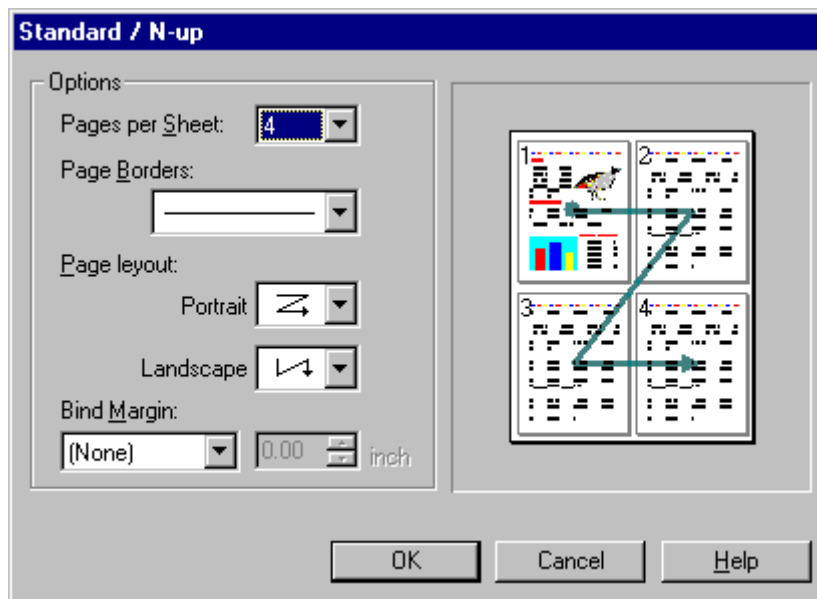 Standard / N-up
Options
Pages per Sheet: 4
Page Borders:
Page leyout:
Portrait
Landscape
Bind Margin:
(None) 0.00 inch
1 2
3 4
OK Cancel Help